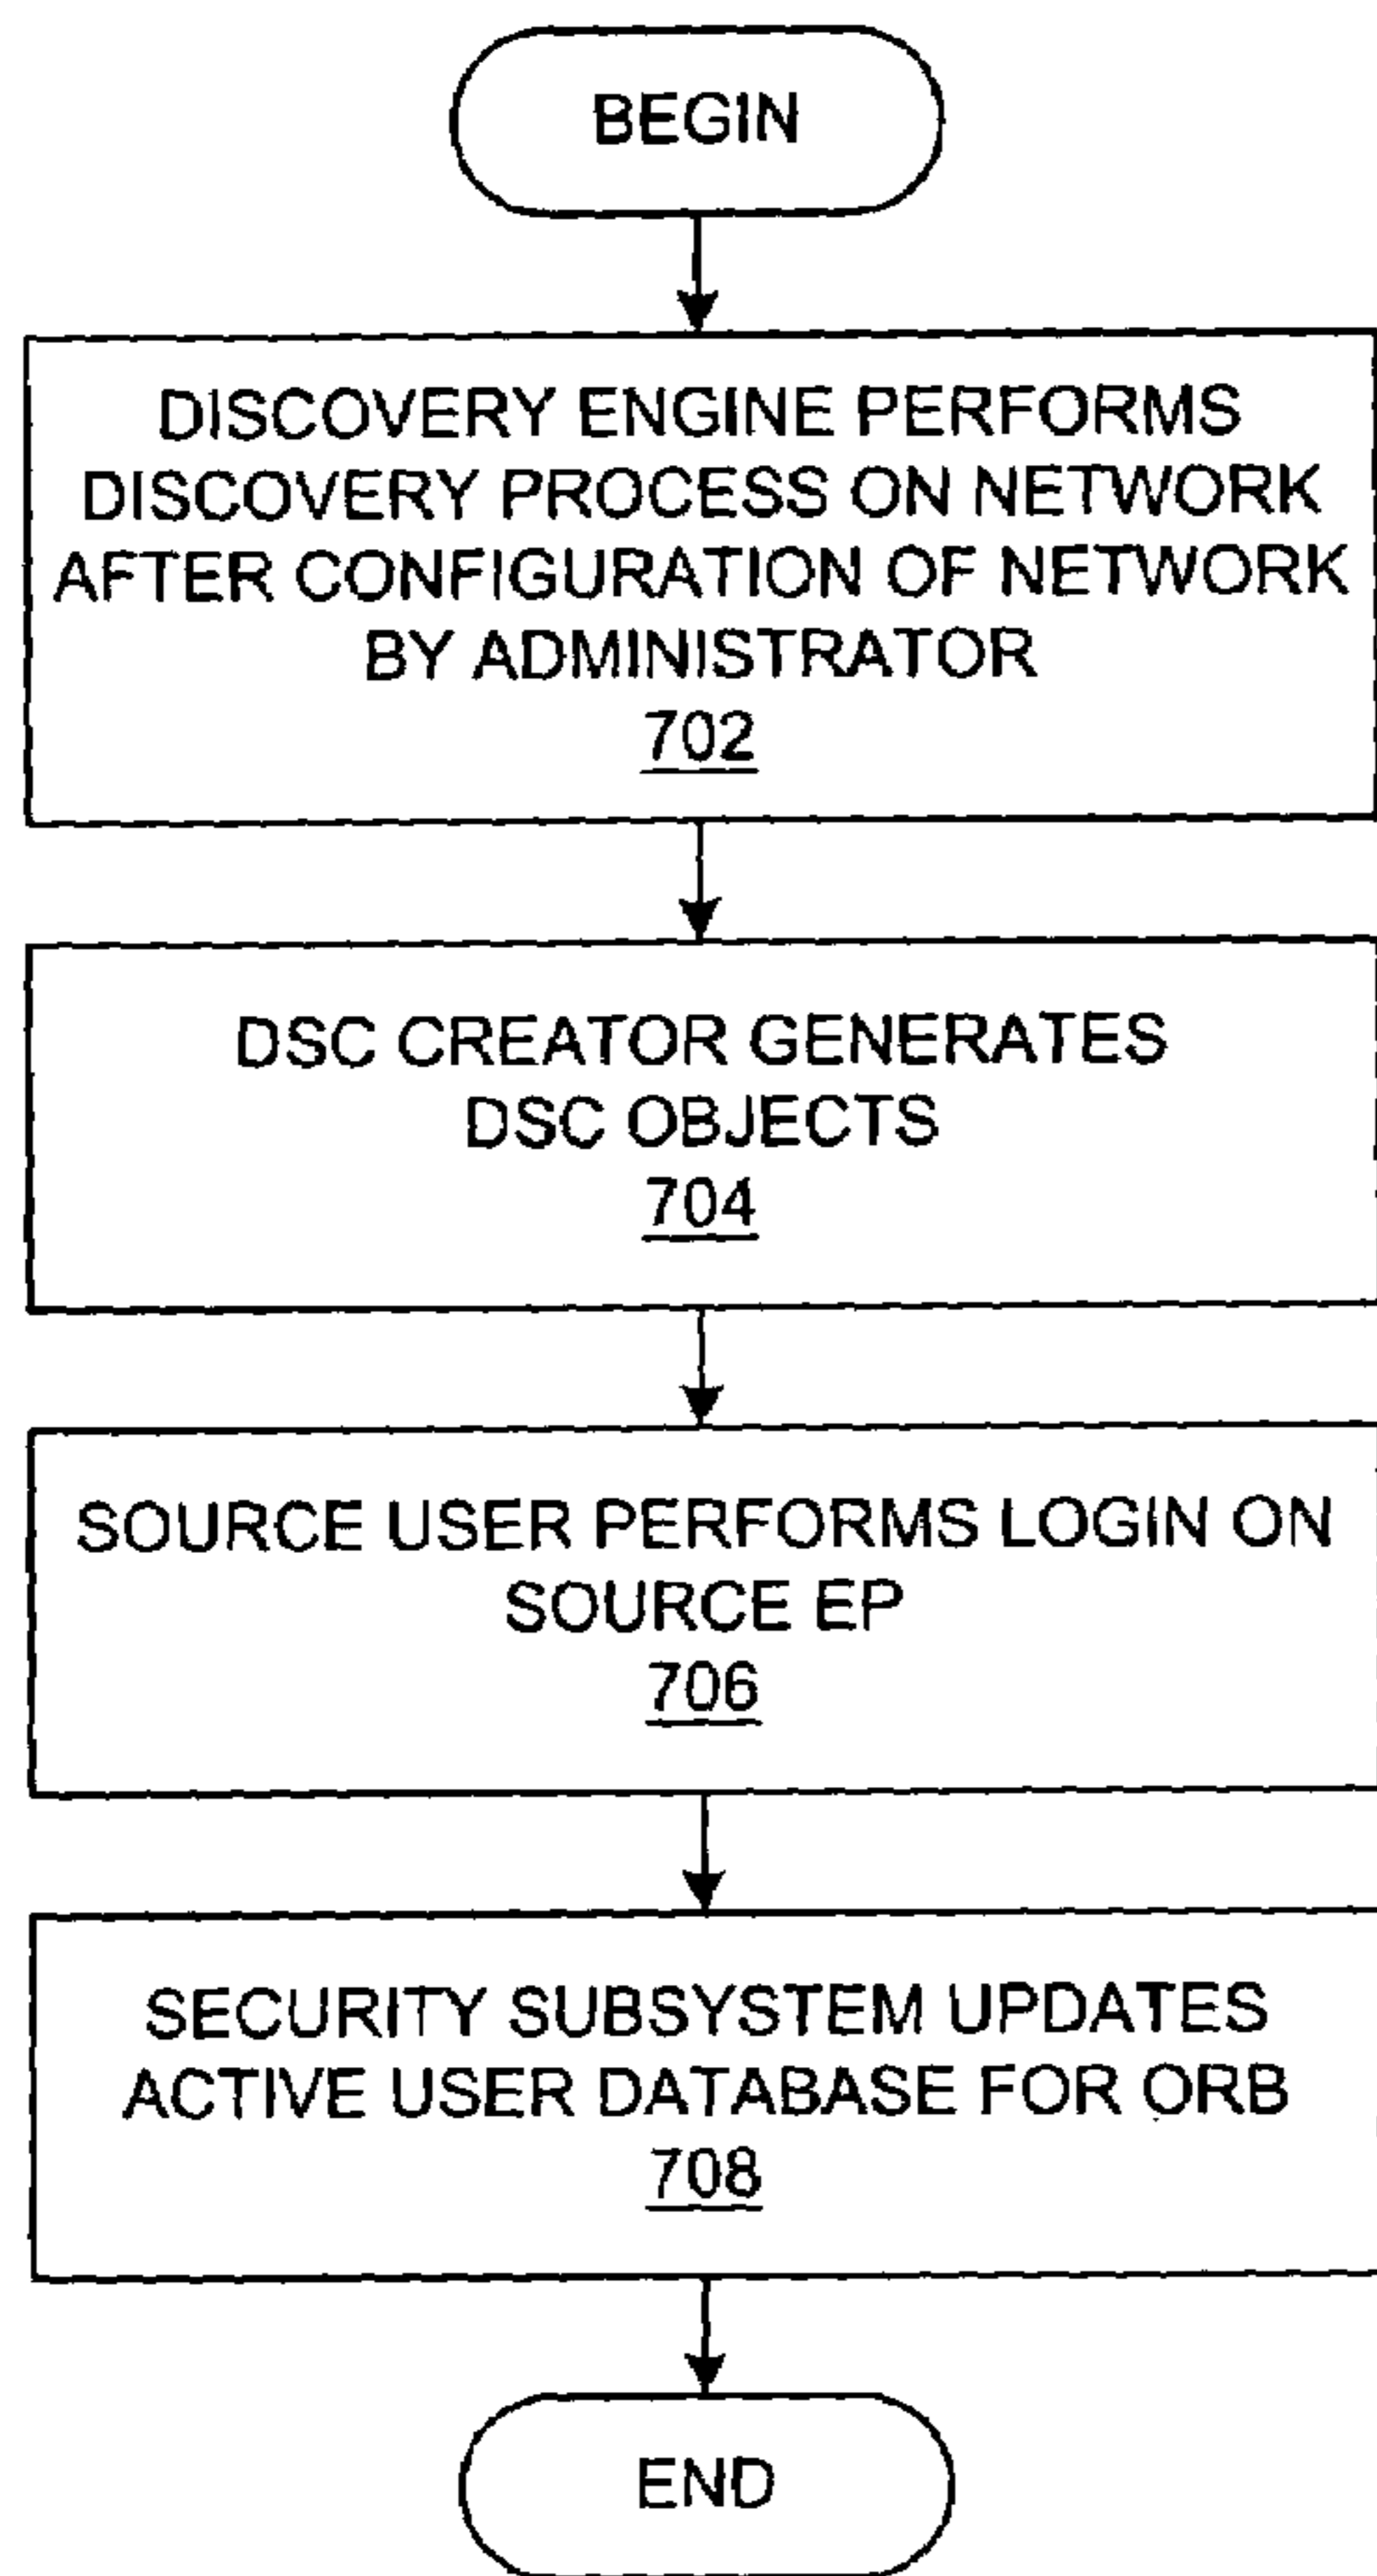 BEGIN
DISCOVERY ENGINE PERFORMS
DISCOVERY PROCESS ON NETWORK
AFTER CONFIGURATION OF NETWORK
BY ADMINISTRATOR
702
DSC CREATOR GENERATES
DSC OBJECTS
704
SOURCE USER PERFORMS LOGIN ON
SOURCE EP
706
SECURITY SUBSYSTEM UPDATES
ACTIVE USER DATABASE FOR ORB
708
END